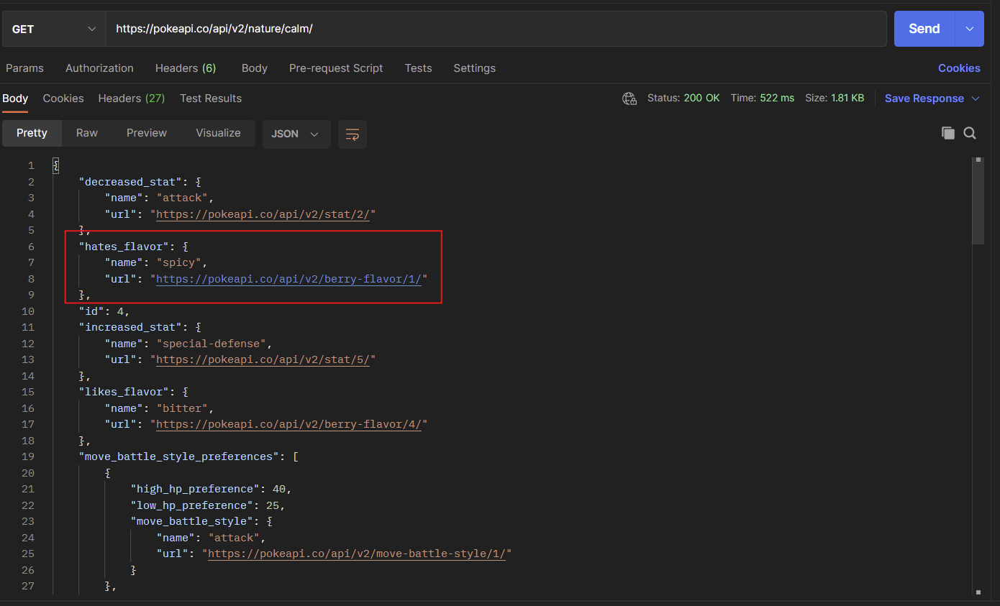 GET https://pokeapi.co/api/v2/nature/calm/ Send
Params Authorization Headers (6) Body Pre-request Script Tests Settings Cookies
Body Cookies Headers (27) Test Results Status: 200 OK Time: 522 ms Size: 1.81 KB Save Response
Pretty Raw Preview Visualize JSON
1 {
2 "decreased_stat": {
3 "name": "attack",
4 "url": "https://pokeapi.co/api/v2/stat/2/"
5 },
6 "hates_flavor": {
7 "name": "spicy",
8 "url": "https://pokeapi.co/api/v2/berry-flavor/1/"
9 },
10 "id": 4,
11 "increased_stat": {
12 "name": "special-defense",
13 "url": "https://pokeapi.co/api/v2/stat/5/"
14 },
15 "likes_flavor": {
16 "name": "bitter",
17 "url": "https://pokeapi.co/api/v2/berry-flavor/4/"
18 },
19 "move_battle_style_preferences": [
20 {
21 "high_hp_preference": 40,
22 "low_hp_preference": 25,
23 "move_battle_style": {
24 "name": "attack",
25 "url": "https://pokeapi.co/api/v2/move-battle-style/1/"
26 }
27 },